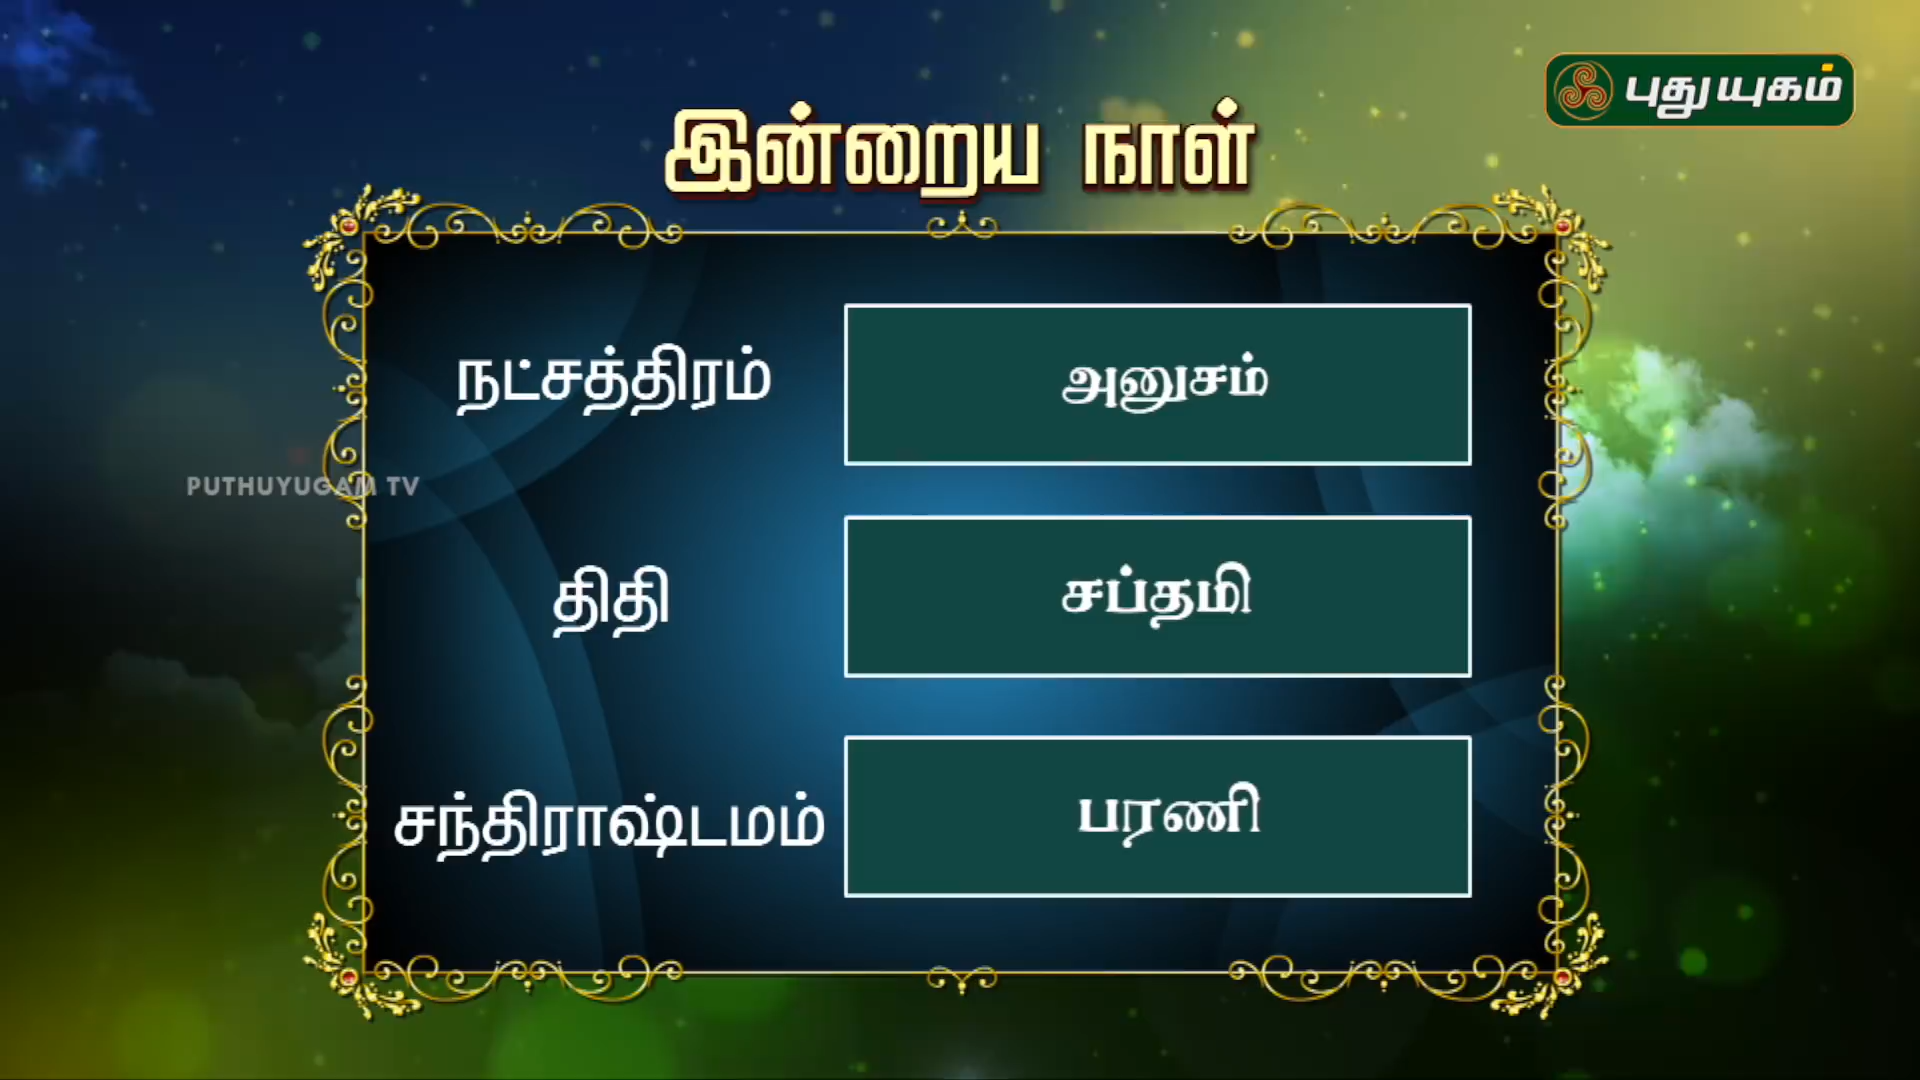 புதுயுகம்
இன்றைய நாள்
நட்சத்திரம் அனுசம்
PUTHUYUGAM TV
திதி சப்தமி
சந்திராஷ்டமம் பரணி